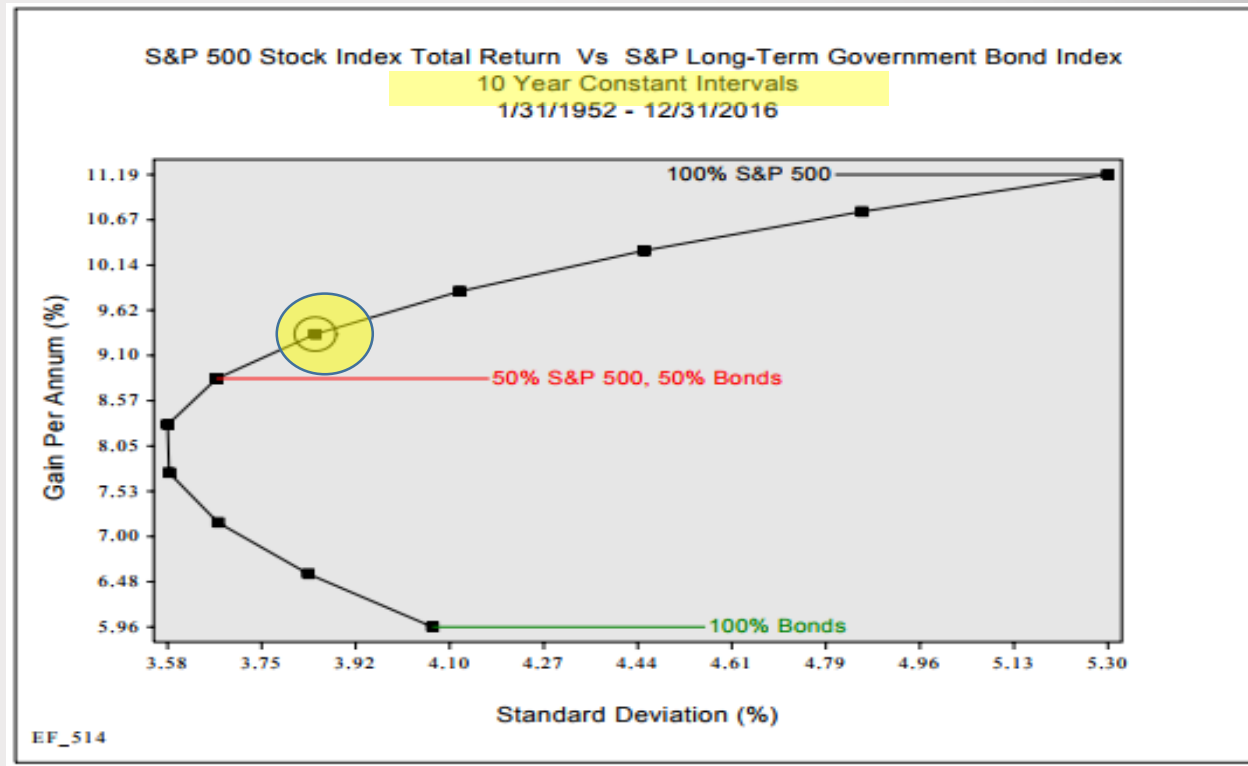 S&P 500 Stock Index Total Return Vs S&P Long-Term Government Bond Index
10 Year Constant Intervals
1/31/1952 - 12/31/2016
Gain Per Annum (%)
11.19
10.67
10.14
9.62
9.10
8.57
8.05
7.53
7.00
6.48
5.96
100% S&P 500
50% S&P 500, 50% Bonds
100% Bonds
3.58 3.75 3.92 4.10 4.27 4.44 4.61 4.79 4.96 5.13 5.30
Standard Deviation (%)
EF_514